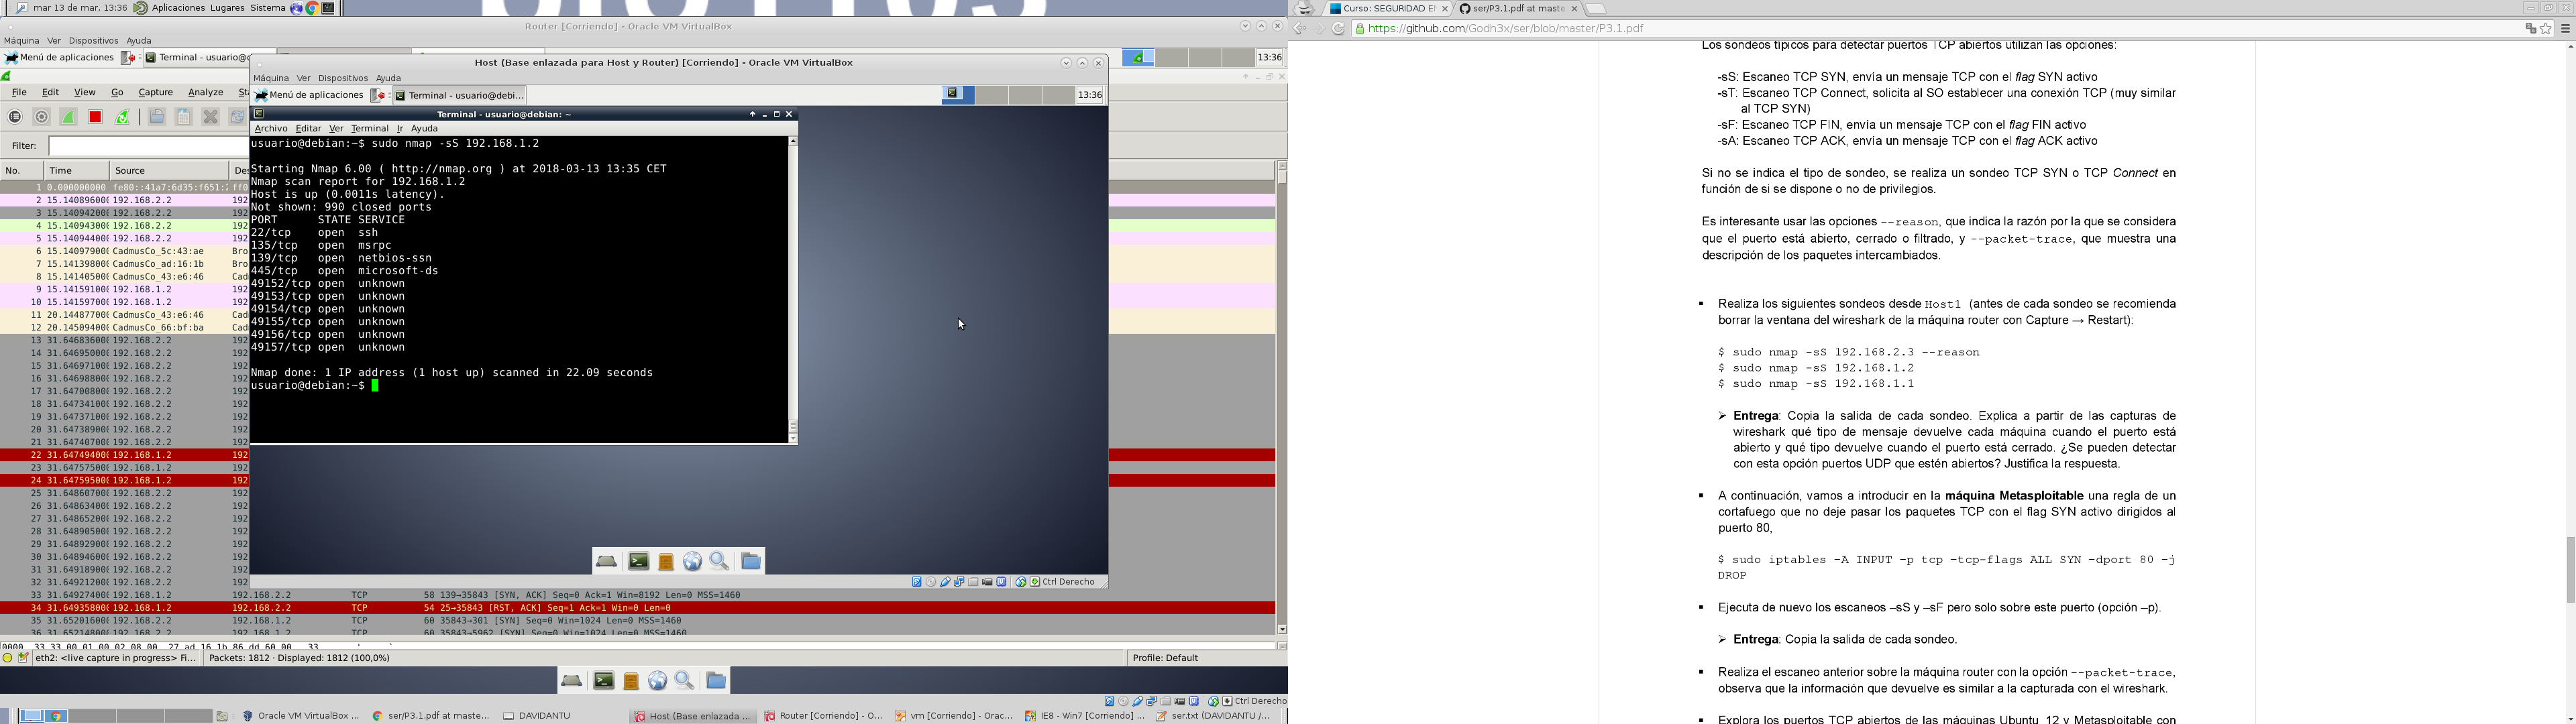 mar 13 de mar, 13:36 Aplicaciones Lugares Sistema
Router [Corriendo] - Oracle VM VirtualBox
Máquina Ver Dispositivos Ayuda
Menú de aplicaciones Terminal - usuario@d 13:36
File Edit View Go Capture Analyze
Filter:
No. Time Source
1 0.000000000 fe80::41a7:6d35:f651: ff0
2 15.14089600 192.168.2.2 192
3 15.14094200 192.168.2.2 192
4 15.14094300 192.168.2.2 192
5 15.14094400 192.168.2.2 192
6 15.14097900 CadmusCo_5c:43:ae Bro
7 15.14139800 CadmusCo_ad:16:1b Bro
8 15.14140500 CadmusCo_43:e6:46 Cad
9 15.14159100 192.168.1.2 192
10 15.14159700 192.168.1.2 192
11 20.14487700 CadmusCo_43:e6:46 Cad
12 20.14509400 CadmusCo_66:bf:ba Cad
13 31.64683600 192.168.2.2 192
14 31.64695000 192.168.2.2 192
15 31.64697100 192.168.2.2 192
16 31.64698800 192.168.2.2 192
17 31.64700800 192.168.2.2 192
18 31.64734100 192.168.2.2 192
19 31.64737100 192.168.2.2 192
20 31.64738900 192.168.2.2 192
21 31.64740700 192.168.2.2 192
22 31.64749400 192.168.1.2 192
23 31.64757500 192.168.1.2 192
24 31.64759500 192.168.1.2 192
25 31.64860700 192.168.2.2 192
26 31.64863400 192.168.2.2 192
27 31.64865200 192.168.2.2 192
28 31.64890500 192.168.2.2 192
29 31.64892900 192.168.2.2 192
30 31.64894600 192.168.2.2 192
31 31.64918900 192.168.1.2 192
32 31.64921200 192.168.1.2 192
33 31.64927400 192.168.1.2 192.168.2.2 TCP 58 139→35843 [SYN, ACK] Seq=0 Ack=1 Win=8192 Len=0 MSS=1460
34 31.64935800 192.168.1.2 192.168.2.2 TCP 54 25→35843 [RST, ACK] Seq=1 Ack=1 Win=0 Len=0
35 31.65201600 192.168.2.2 192.168.1.2 TCP 60 35843→301 [SYN] Seq=0 Win=1024 Len=0 MSS=1460
36 31.65214800 192.168.2.2 192.168.1.2 TCP 60 35843→5962 [SYN] Seq=0 Win=1024 Len=0 MSS=1460
eth2: <live capture in progress> Fi... Packets: 1812 · Displayed: 1812 (100,0%) Profile: Default
Ctrl Derecho
Host (Base enlazada para Host y Router) [Corriendo] - Oracle VM VirtualBox
Máquina Ver Dispositivos Ayuda
Menú de aplicaciones Terminal - usuario@debi... 13:36
Terminal - usuario@debian: ~
Archivo Editar Ver Terminal Ir Ayuda
usuario@debian:~$ sudo nmap -sS 192.168.1.2
Starting Nmap 6.00 ( http://nmap.org ) at 2018-03-13 13:35 CET
Nmap scan report for 192.168.1.2
Host is up (0.0011s latency).
Not shown: 990 closed ports
PORT STATE SERVICE
22/tcp open ssh
135/tcp open msrpc
139/tcp open netbios-ssn
445/tcp open microsoft-ds
49152/tcp open unknown
49153/tcp open unknown
49154/tcp open unknown
49155/tcp open unknown
49156/tcp open unknown
49157/tcp open unknown
Nmap done: 1 IP address (1 host up) scanned in 22.09 seconds
usuario@debian:~$
Ctrl Derecho
Oracle VM VirtualBox ... ser/P3.1.pdf at maste... DAVIDANTU Host (Base enlazada ... Router [Corriendo] - O... vm [Corriendo] - Orac... IE8 - Win7 [Corriendo] ... ser.txt (DAVIDANTU /...
Curso: SEGURIDAD E ser/P3.1.pdf at maste
https://github.com/Godh3x/ser/blob/master/P3.1.pdf
Los sondeos típicos para detectar puertos TCP abiertos utilizan las opciones:
-sS: Escaneo TCP SYN, envía un mensaje TCP con el flag SYN activo
-sT: Escaneo TCP Connect, solicita al SO establecer una conexión TCP (muy similar
al TCP SYN)
-sF: Escaneo TCP FIN, envía un mensaje TCP con el flag FIN activo
-sA: Escaneo TCP ACK, envía un mensaje TCP con el flag ACK activo
Si no se indica el tipo de sondeo, se realiza un sondeo TCP SYN o TCP Connect en
función de si se dispone o no de privilegios.
Es interesante usar las opciones --reason, que indica la razón por la que se considera
que el puerto está abierto, cerrado o filtrado, y --packet-trace, que muestra una
descripción de los paquetes intercambiados.
▪ Realiza los siguientes sondeos desde Host1 (antes de cada sondeo se recomienda
borrar la ventana del wireshark de la máquina router con Capture → Restart):
$ sudo nmap -sS 192.168.2.3 --reason
$ sudo nmap -sS 192.168.1.2
$ sudo nmap -sS 192.168.1.1
➢ Entrega: Copia la salida de cada sondeo. Explica a partir de las capturas de
wireshark qué tipo de mensaje devuelve cada máquina cuando el puerto está
abierto y qué tipo devuelve cuando el puerto está cerrado. ¿Se pueden detectar
con esta opción puertos UDP que estén abiertos? Justifica la respuesta.
▪ A continuación, vamos a introducir en la máquina Metasploitable una regla de un
cortafuego que no deje pasar los paquetes TCP con el flag SYN activo dirigidos al
puerto 80,
$ sudo iptables –A INPUT –p tcp –tcp-flags ALL SYN –dport 80 –j
DROP
▪ Ejecuta de nuevo los escaneos –sS y –sF pero solo sobre este puerto (opción –p).
➢ Entrega: Copia la salida de cada sondeo.
▪ Realiza el escaneo anterior sobre la máquina router con la opción --packet-trace,
observa que la información que devuelve es similar a la capturada con el wireshark.
▪ Explora los puertos TCP abiertos de las máquinas Ubuntu_12 y Metasploitable con